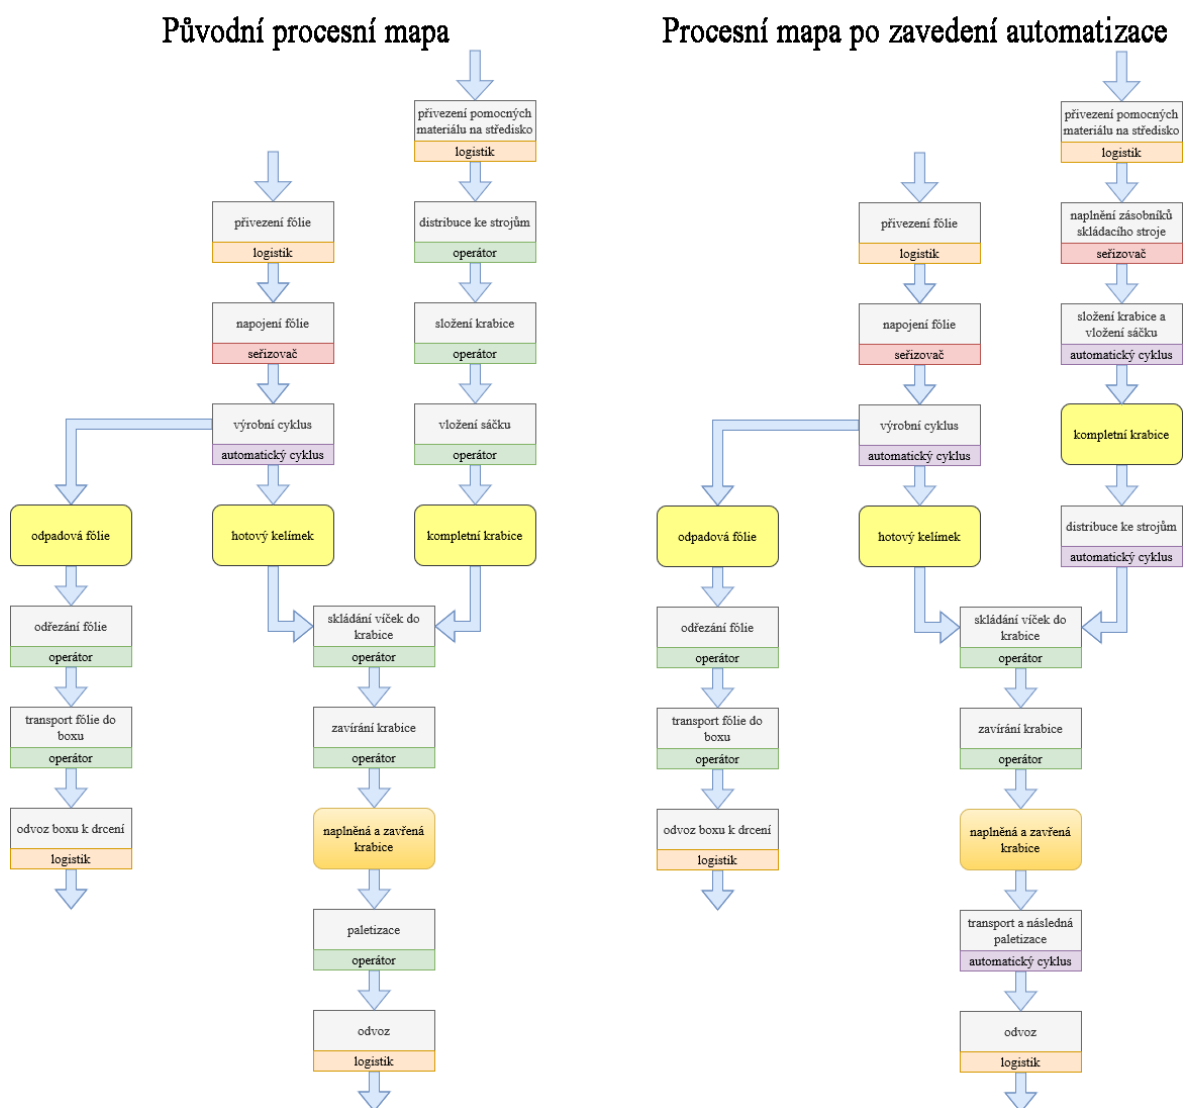 Původní procesní mapa
přivezení pomocných
materiálu na středisko
logistik
přivezení fólie
logistik
distribuce ke strojům
operátor
napojení fólie
seřizovač
složení krabice
operátor
výrobní cyklus
automatický cyklus
vložení sáčku
operátor
odpadová fólie
hotový kelímek
kompletní krabice
odřezání fólie
operátor
skládání víček do
krabice
operátor
transport fólie do
boxu
operátor
zavírání krabice
operátor
odvoz boxu k drcení
logistik
naplněná a zavřená
krabice
paletizace
operátor
odvoz
logistik
Procesní mapa po zavedení automatizace
přivezení pomocných
materiálu na středisko
logistik
přivezení fólie
logistik
naplnění zásobníků
skládacího stroje
seřizovač
napojení fólie
seřizovač
složení krabice a
vložení sáčku
automatický cyklus
výrobní cyklus
automatický cyklus
kompletní krabice
odpadová fólie
hotový kelímek
distribuce ke strojům
automatický cyklus
odřezání fólie
operátor
skládání víček do
krabice
operátor
transport fólie do
boxu
operátor
zavírání krabice
operátor
odvoz boxu k drcení
logistik
naplněná a zavřená
krabice
transport a následná
paletizace
automatický cyklus
odvoz
logistik